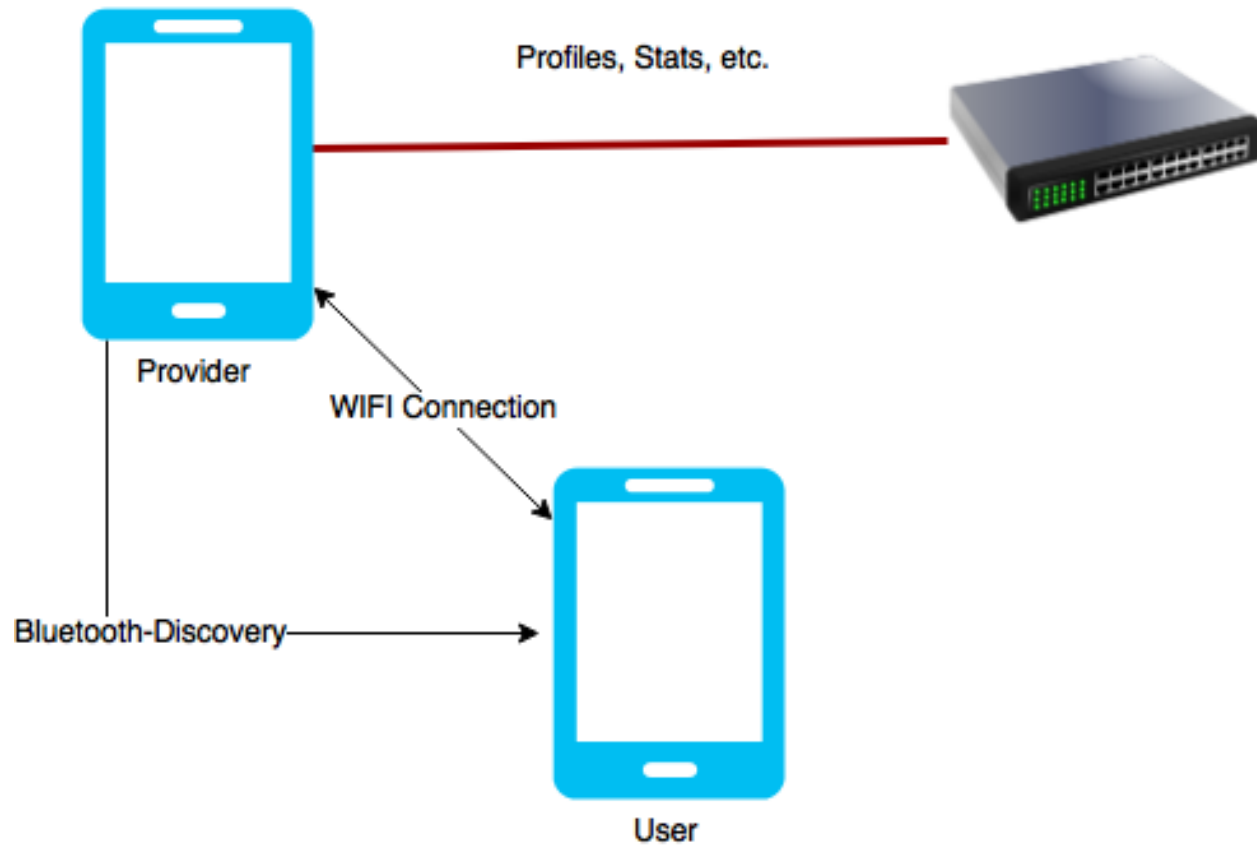 Profiles, Stats, etc.
Provider
WIFI Connection
Bluetooth-Discovery
User